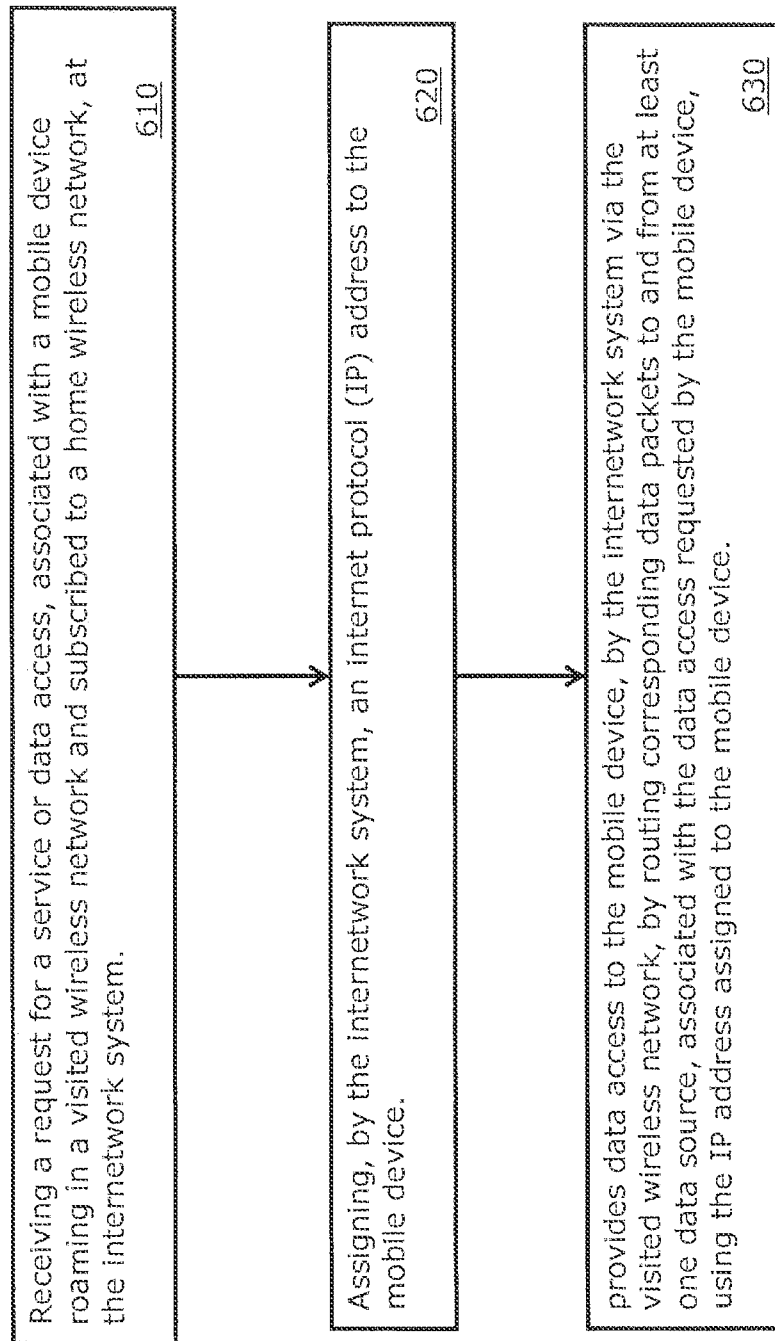 Receiving a request for a service or data access, associated with a mobile device
roaming in a visited wireless network and subscribed to a home wireless network, at
the internetwork system.
610
Assigning, by the internetwork system, an internet protocol (IP) address to the
mobile device.
620
provides data access to the mobile device, by the internetwork system via the
visited wireless network, by routing corresponding data packets to and from at least
one data source, associated with the data access requested by the mobile device,
using the IP address assigned to the mobile device.
630